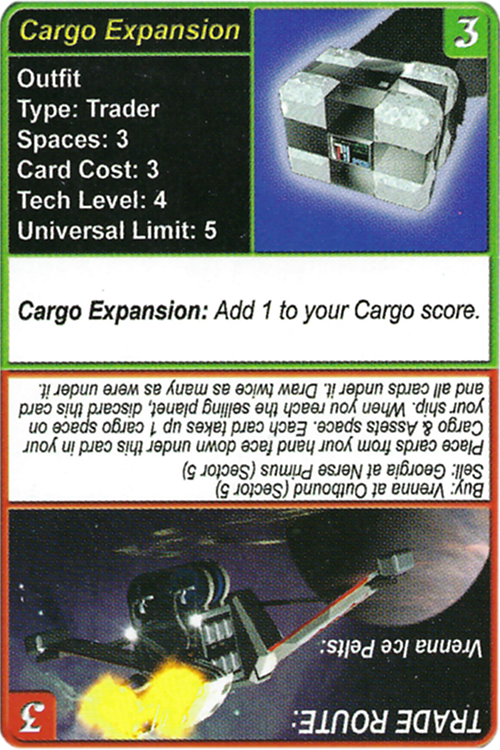 Cargo Expansion
3
Outfit
Type: Trader
Spaces: 3
Card Cost: 3
Tech Level: 4
Universal Limit: 5
Cargo Expansion: Add 1 to your Cargo score.
TRADE ROUTE:
3
Vrenna Ice Pelts:
Buy: Vrenna at Outbound (Sector 5)
Sell: Georgia at Nerse Primus (Sector 5)
Place cards from your hand face down under this card in your
Cargo & Assets space. Each card takes up 1 cargo space on
your ship. When you reach the selling planet, discard this card
and all cards under it. Draw twice as many as were under it.